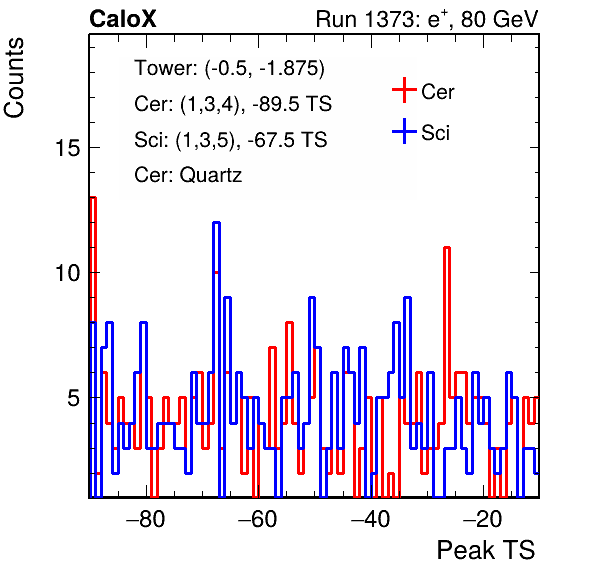 CaloX Run 1373: e⁺, 80 GeV
Counts
Tower: (-0.5, -1.875)
Cer: (1,3,4), -89.5 TS
Sci: (1,3,5), -67.5 TS
Cer: Quartz
Cer
Sci
15
10
5
−80 −60 −40 −20
Peak TS